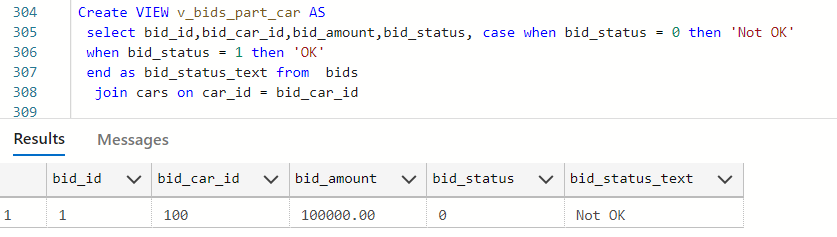 304 Create VIEW v_bids_part_car AS
305 select bid_id,bid_car_id,bid_amount,bid_status, case when bid_status = 0 then 'Not OK'
306 when bid_status = 1 then 'OK'
307 end as bid_status_text from  bids
308 join cars on car_id = bid_car_id
309
Results Messages
bid_id bid_car_id bid_amount bid_status bid_status_text
1 1 100 100000.00 0 Not OK